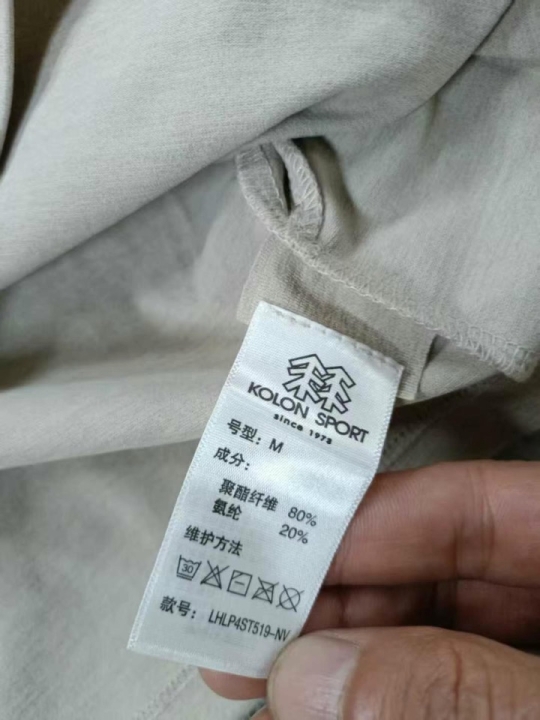 KOLON SPORT
since 1973
号型: M
成分:
聚酯纤维 80%
氨纶 20%
维护方法
30
款号: LHLP4ST519-NV